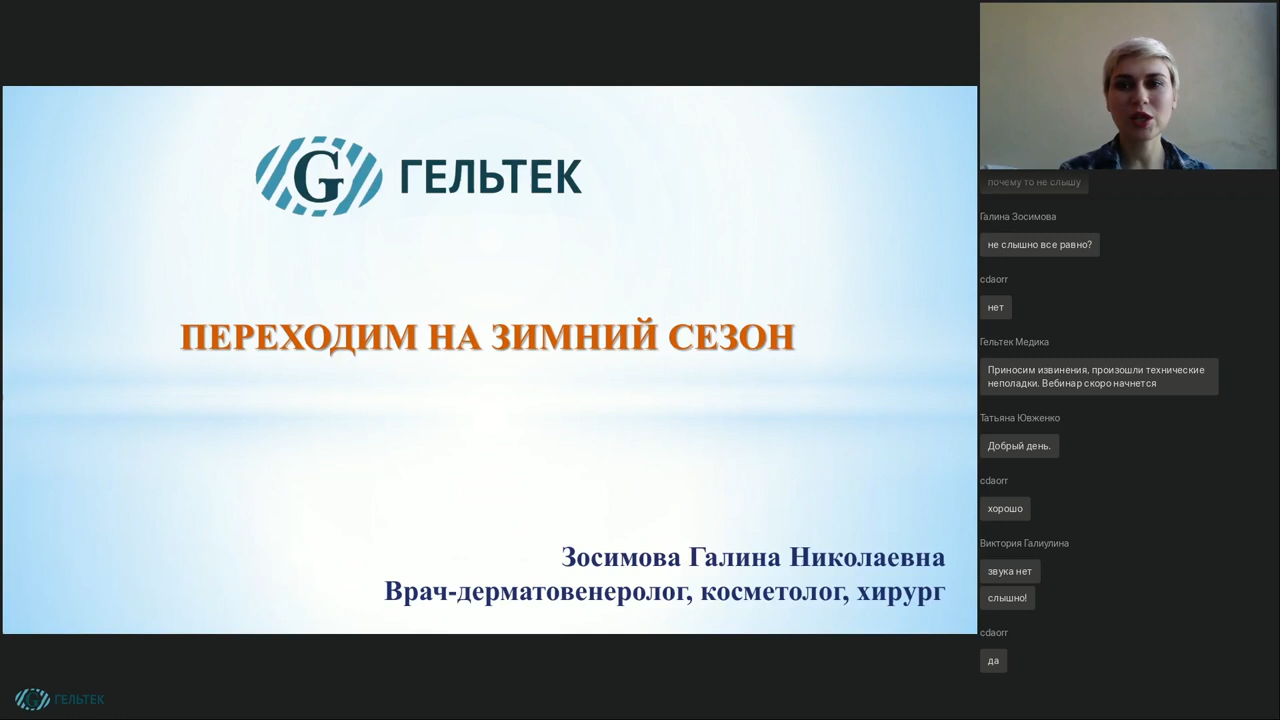 G ГЕЛЬТЕК
ПЕРЕХОДИМ НА ЗИМНИЙ СЕЗОН
Зосимова Галина Николаевна
Врач-дерматовенеролог, косметолог, хирург
почему то не слышу
Галина Зосимова
не слышно все равно?
cdaorr
нет
Гельтек Медика
Приносим извинения, произошли технические
неполадки. Вебинар скоро начнется
Татьяна Ювженко
Добрый день.
cdaorr
хорошо
Виктория Галиулина
звука нет
слышно!
cdaorr
да
G ГЕЛЬТЕК